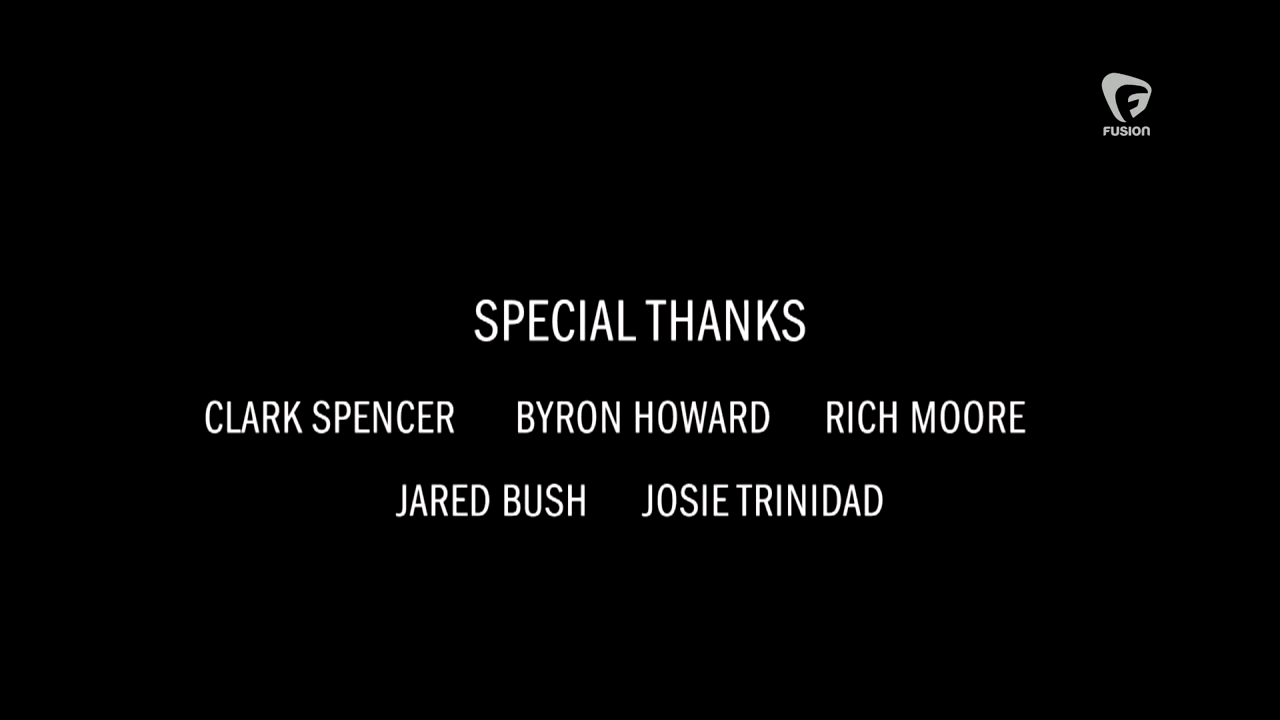 FUSION
SPECIAL THANKS
CLARK SPENCER BYRON HOWARD RICH MOORE
JARED BUSH JOSIE TRINIDAD